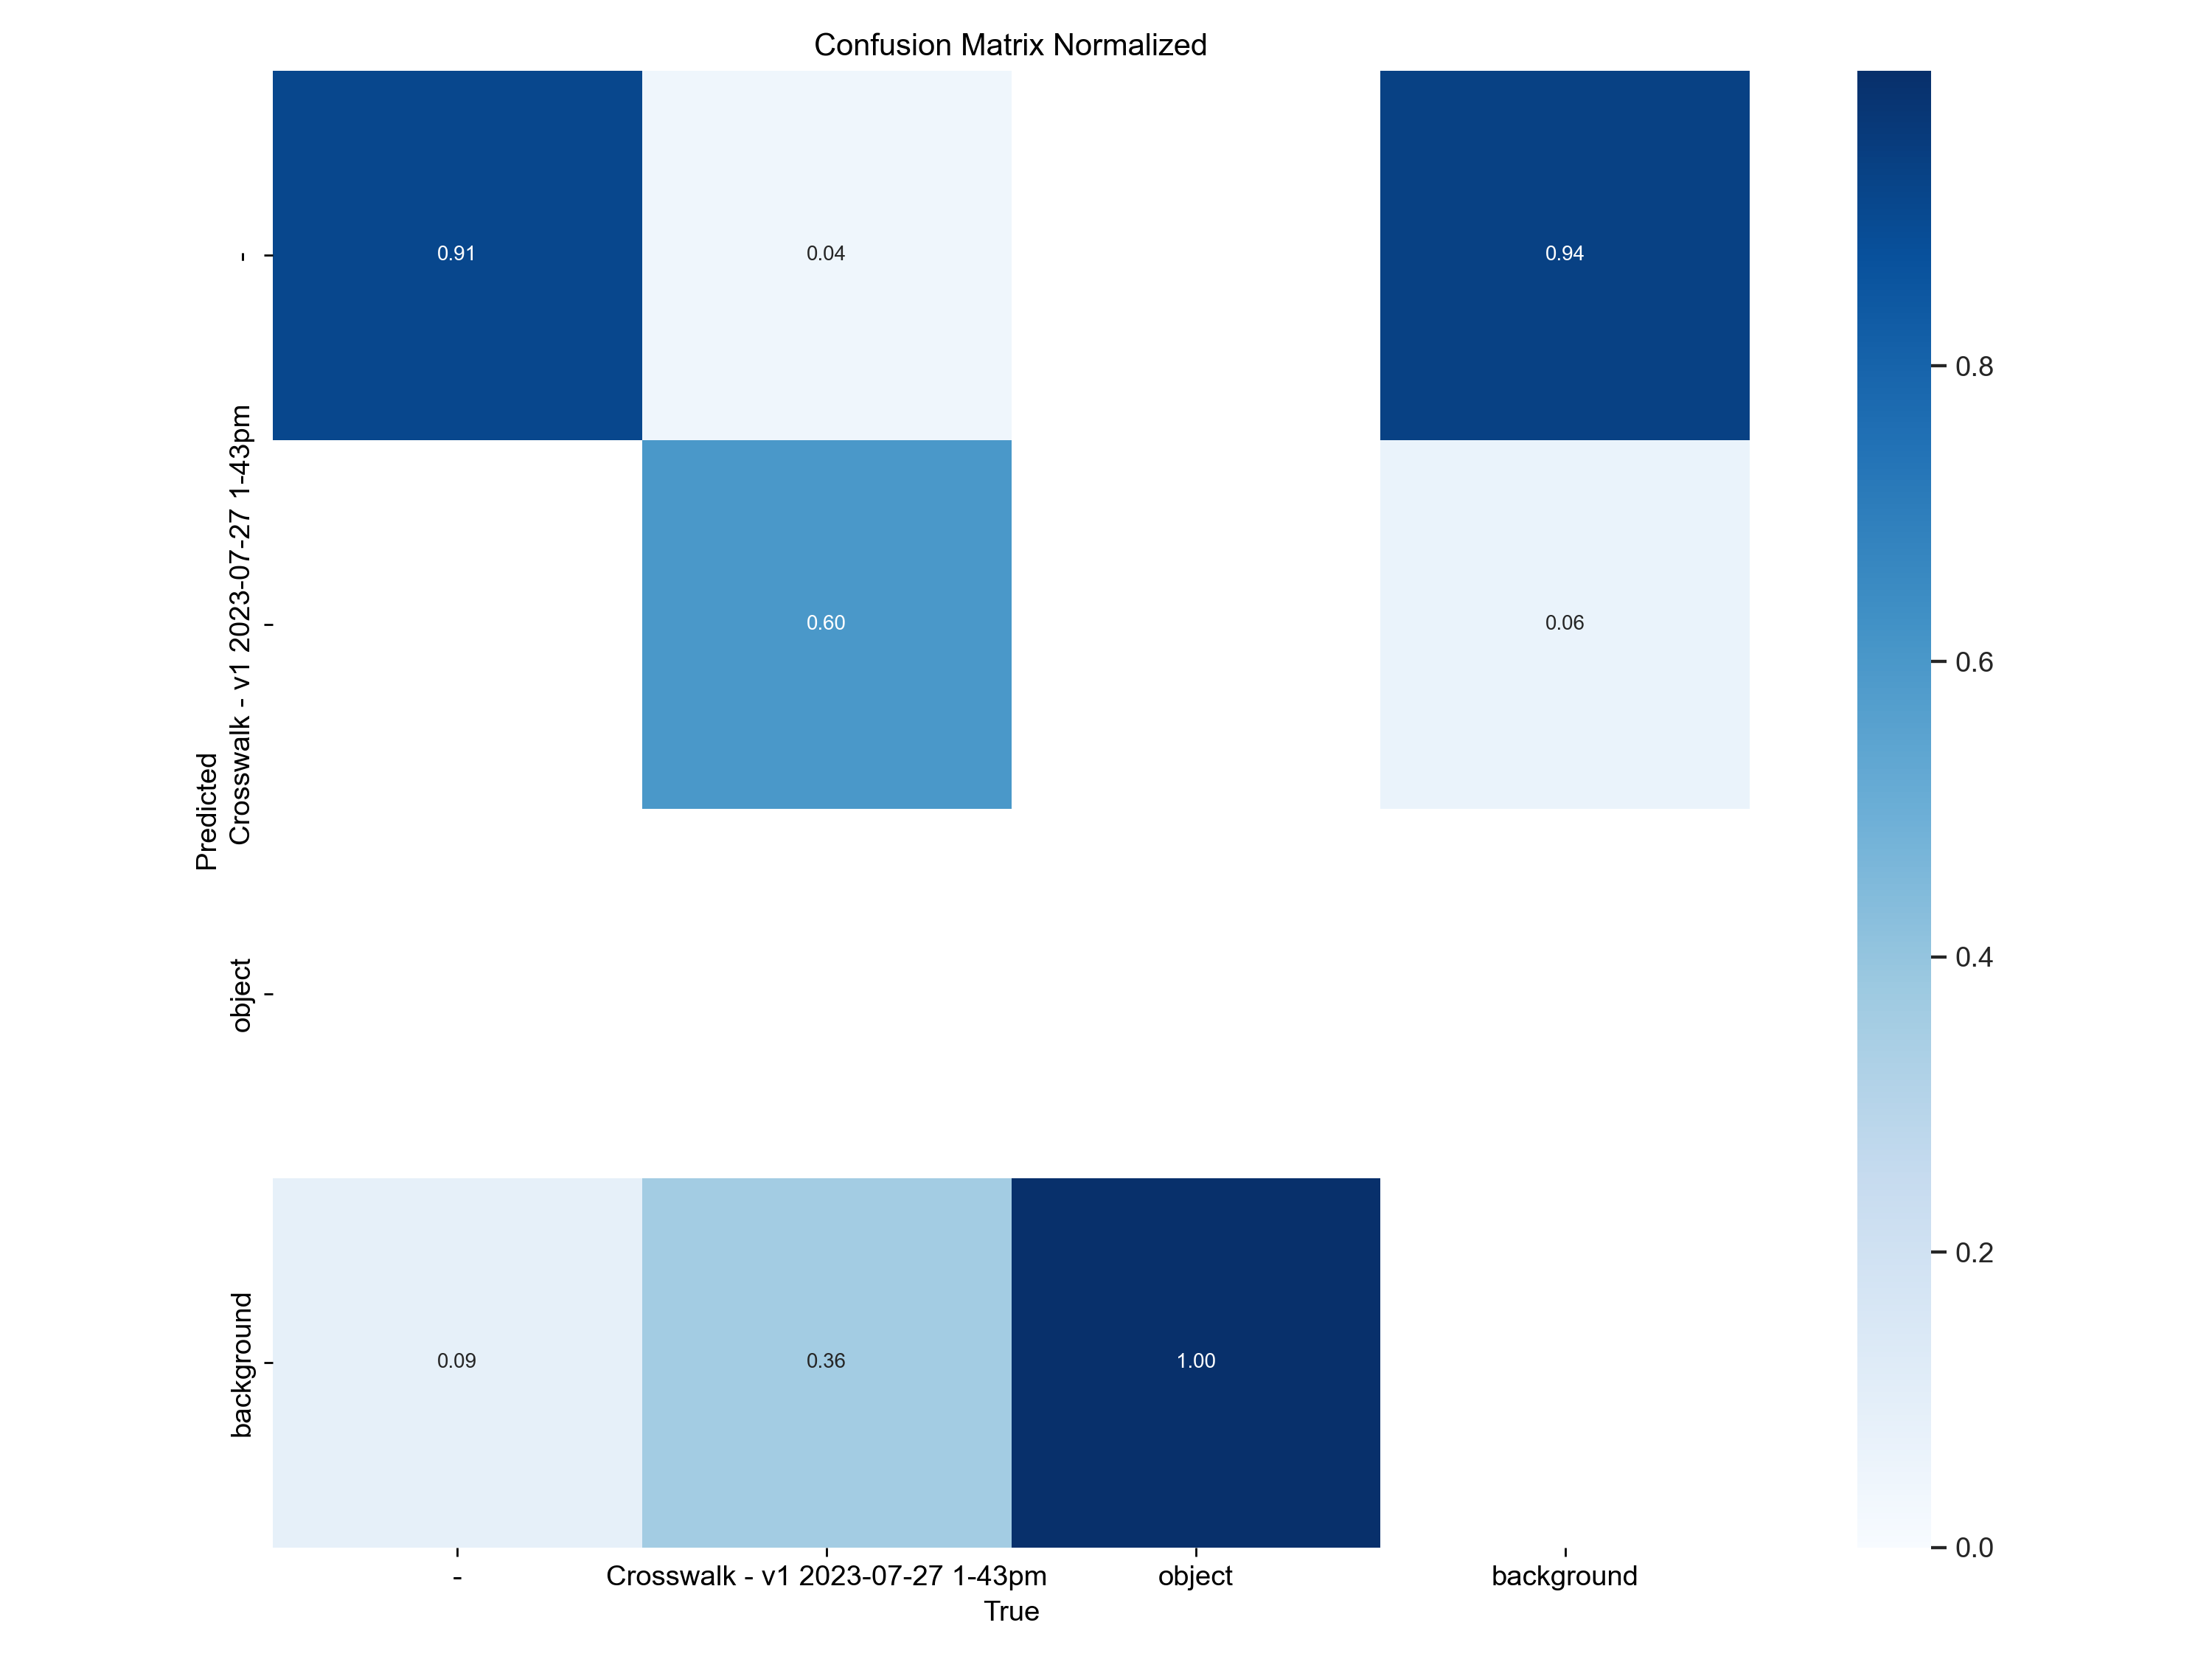 Confusion Matrix Normalized
Predicted
-
Crosswalk - v1 2023-07-27 1-43pm
object
background
0.91
0.04
0.94
0.60
0.06
0.09
0.36
1.00
-
Crosswalk - v1 2023-07-27 1-43pm
object
background
True
0.8
0.6
0.4
0.2
0.0